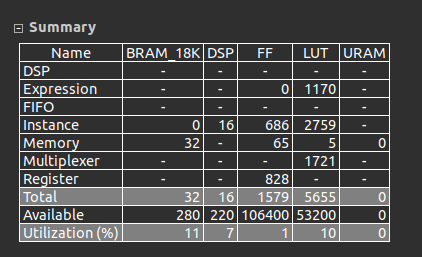 Summary
Name BRAM_18K DSP FF LUT URAM
DSP - - - - -
Expression - - 0 1170 -
FIFO - - - - -
Instance 0 16 686 2759 -
Memory 32 - 65 5 0
Multiplexer - - - 1721 -
Register - - 828 - -
Total 32 16 1579 5655 0
Available 280 220 106400 53200 0
Utilization (%) 11 7 1 10 0